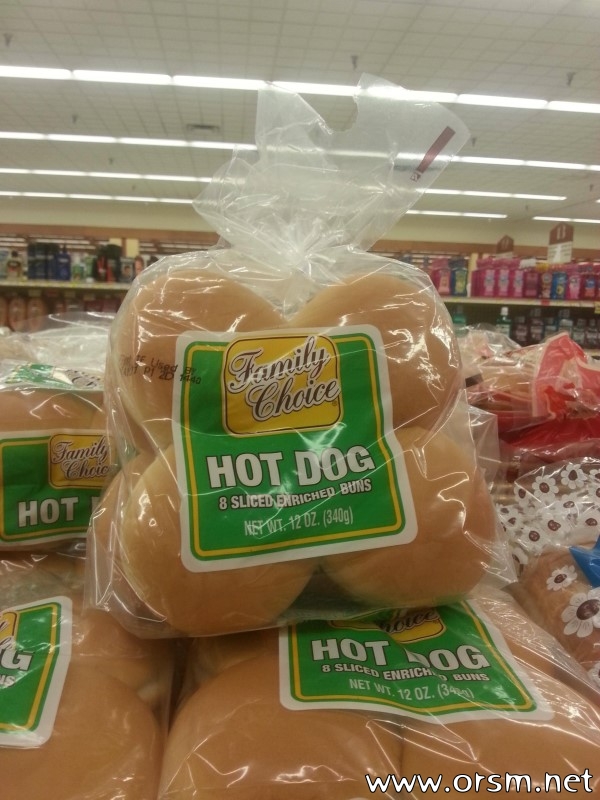 Family
Choice
HOT DOG
8 SLICED ENRICHED BUNS
NET WT. 12 OZ. (340g)
Family
Choice
HOT
HOT DOG
8 SLICED ENRICHED BUNS
NET WT. 12 OZ. (340g)
www.orsm.net